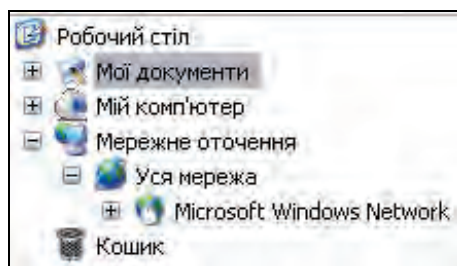 Робочий стіл
Мої документи
Мій комп'ютер
Мережне оточення
Уся мережа
Microsoft Windows Network
Кошик